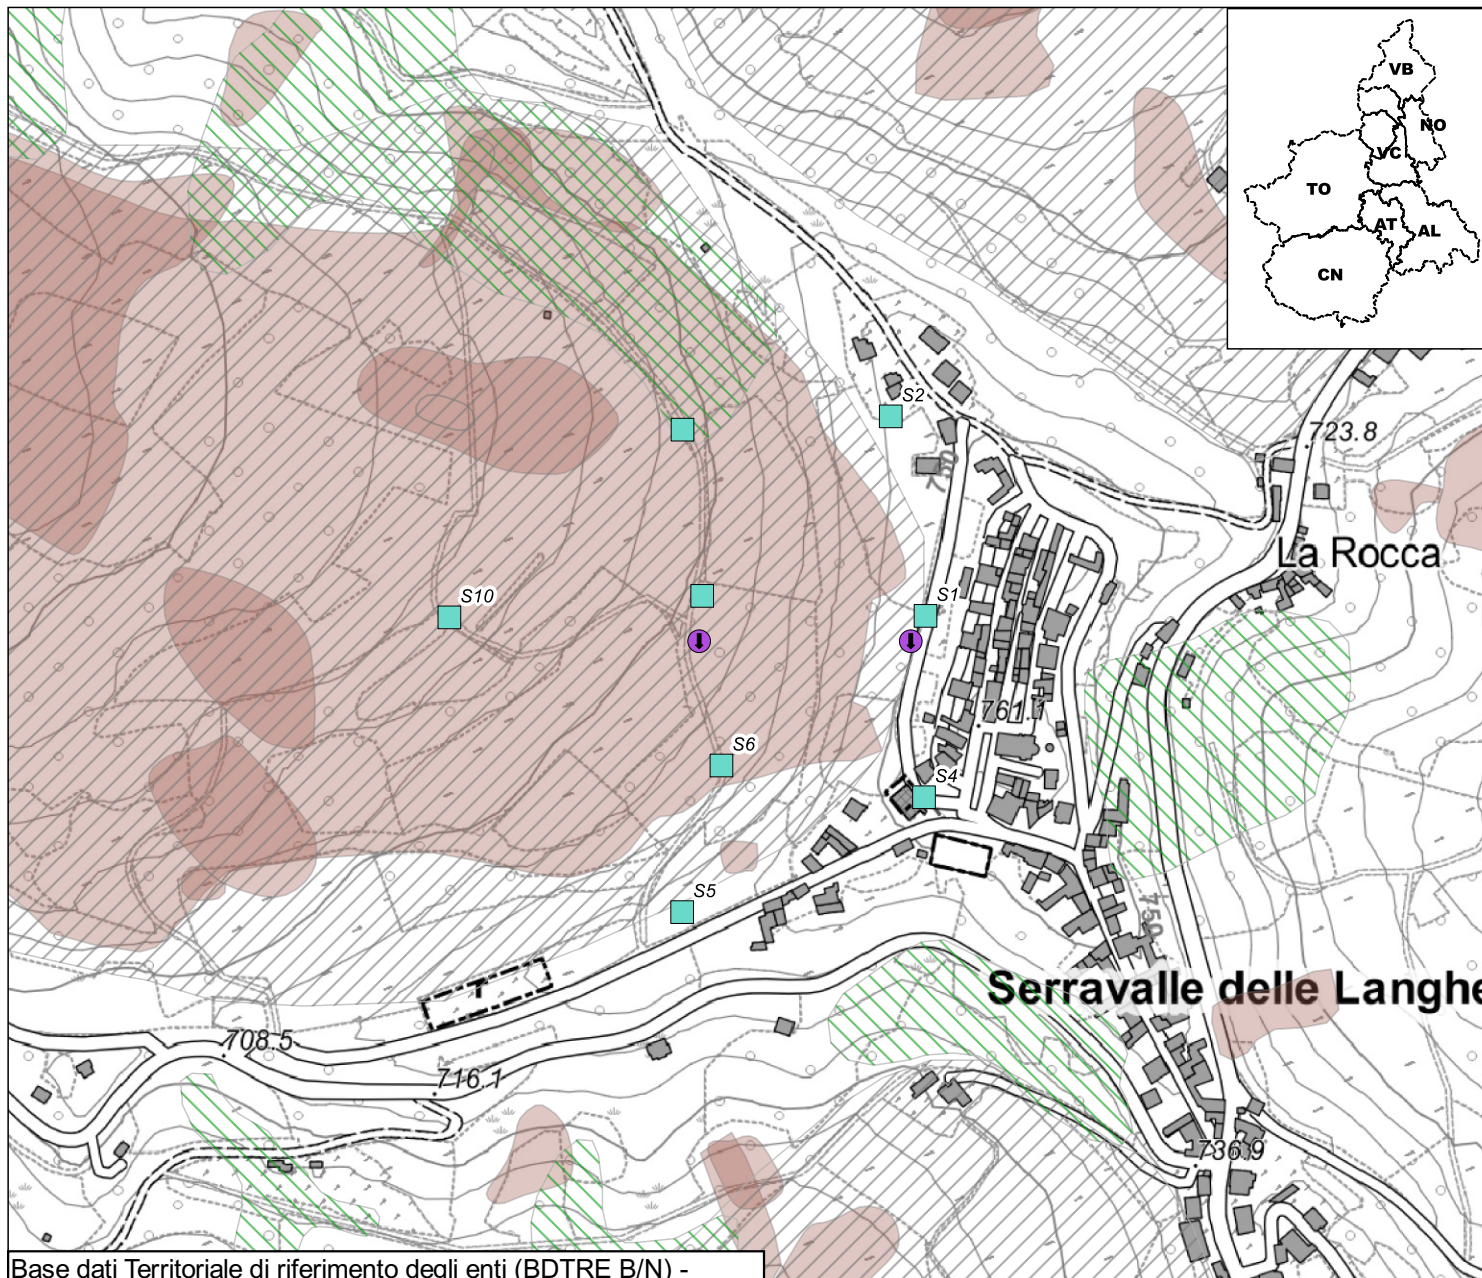 VB
NO
VC
TO
AT
AL
CN
S2
723.8
La Rocca
S10
S1
761.1
S6
S4
S5
750
Serravalle delle Langhe
708.5
716.1
736.9
Base dati Territoriale di riferimento degli enti (BDTRE B/N) -